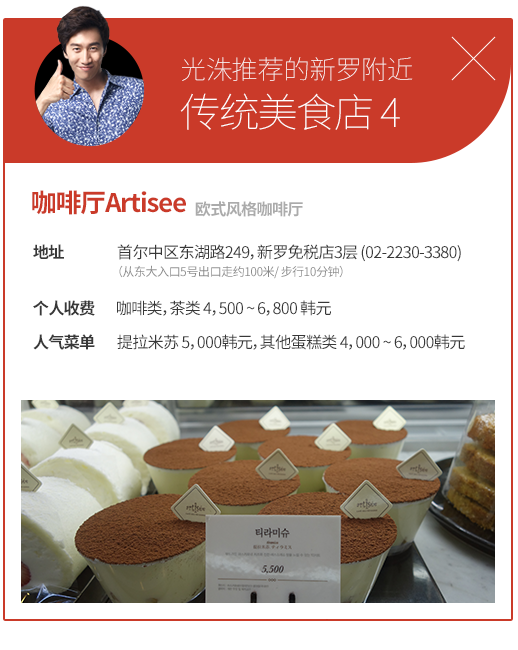 光洙推荐的新罗附近
传统美食店 4
咖啡厅Artisee 欧式风格咖啡厅
地址 首尔中区东湖路249, 新罗免税店3层 (02-2230-3380)
(从东大入口5号出口走约100米/ 步行10分钟)
个人收费 咖啡类, 茶类 4, 500 ~ 6, 800 韩元
人气菜单 提拉米苏 5, 000韩元, 其他蛋糕类 4, 000 ~ 6, 000韩元
artisée
artisée
artisée
artisée
티라미슈
5,500